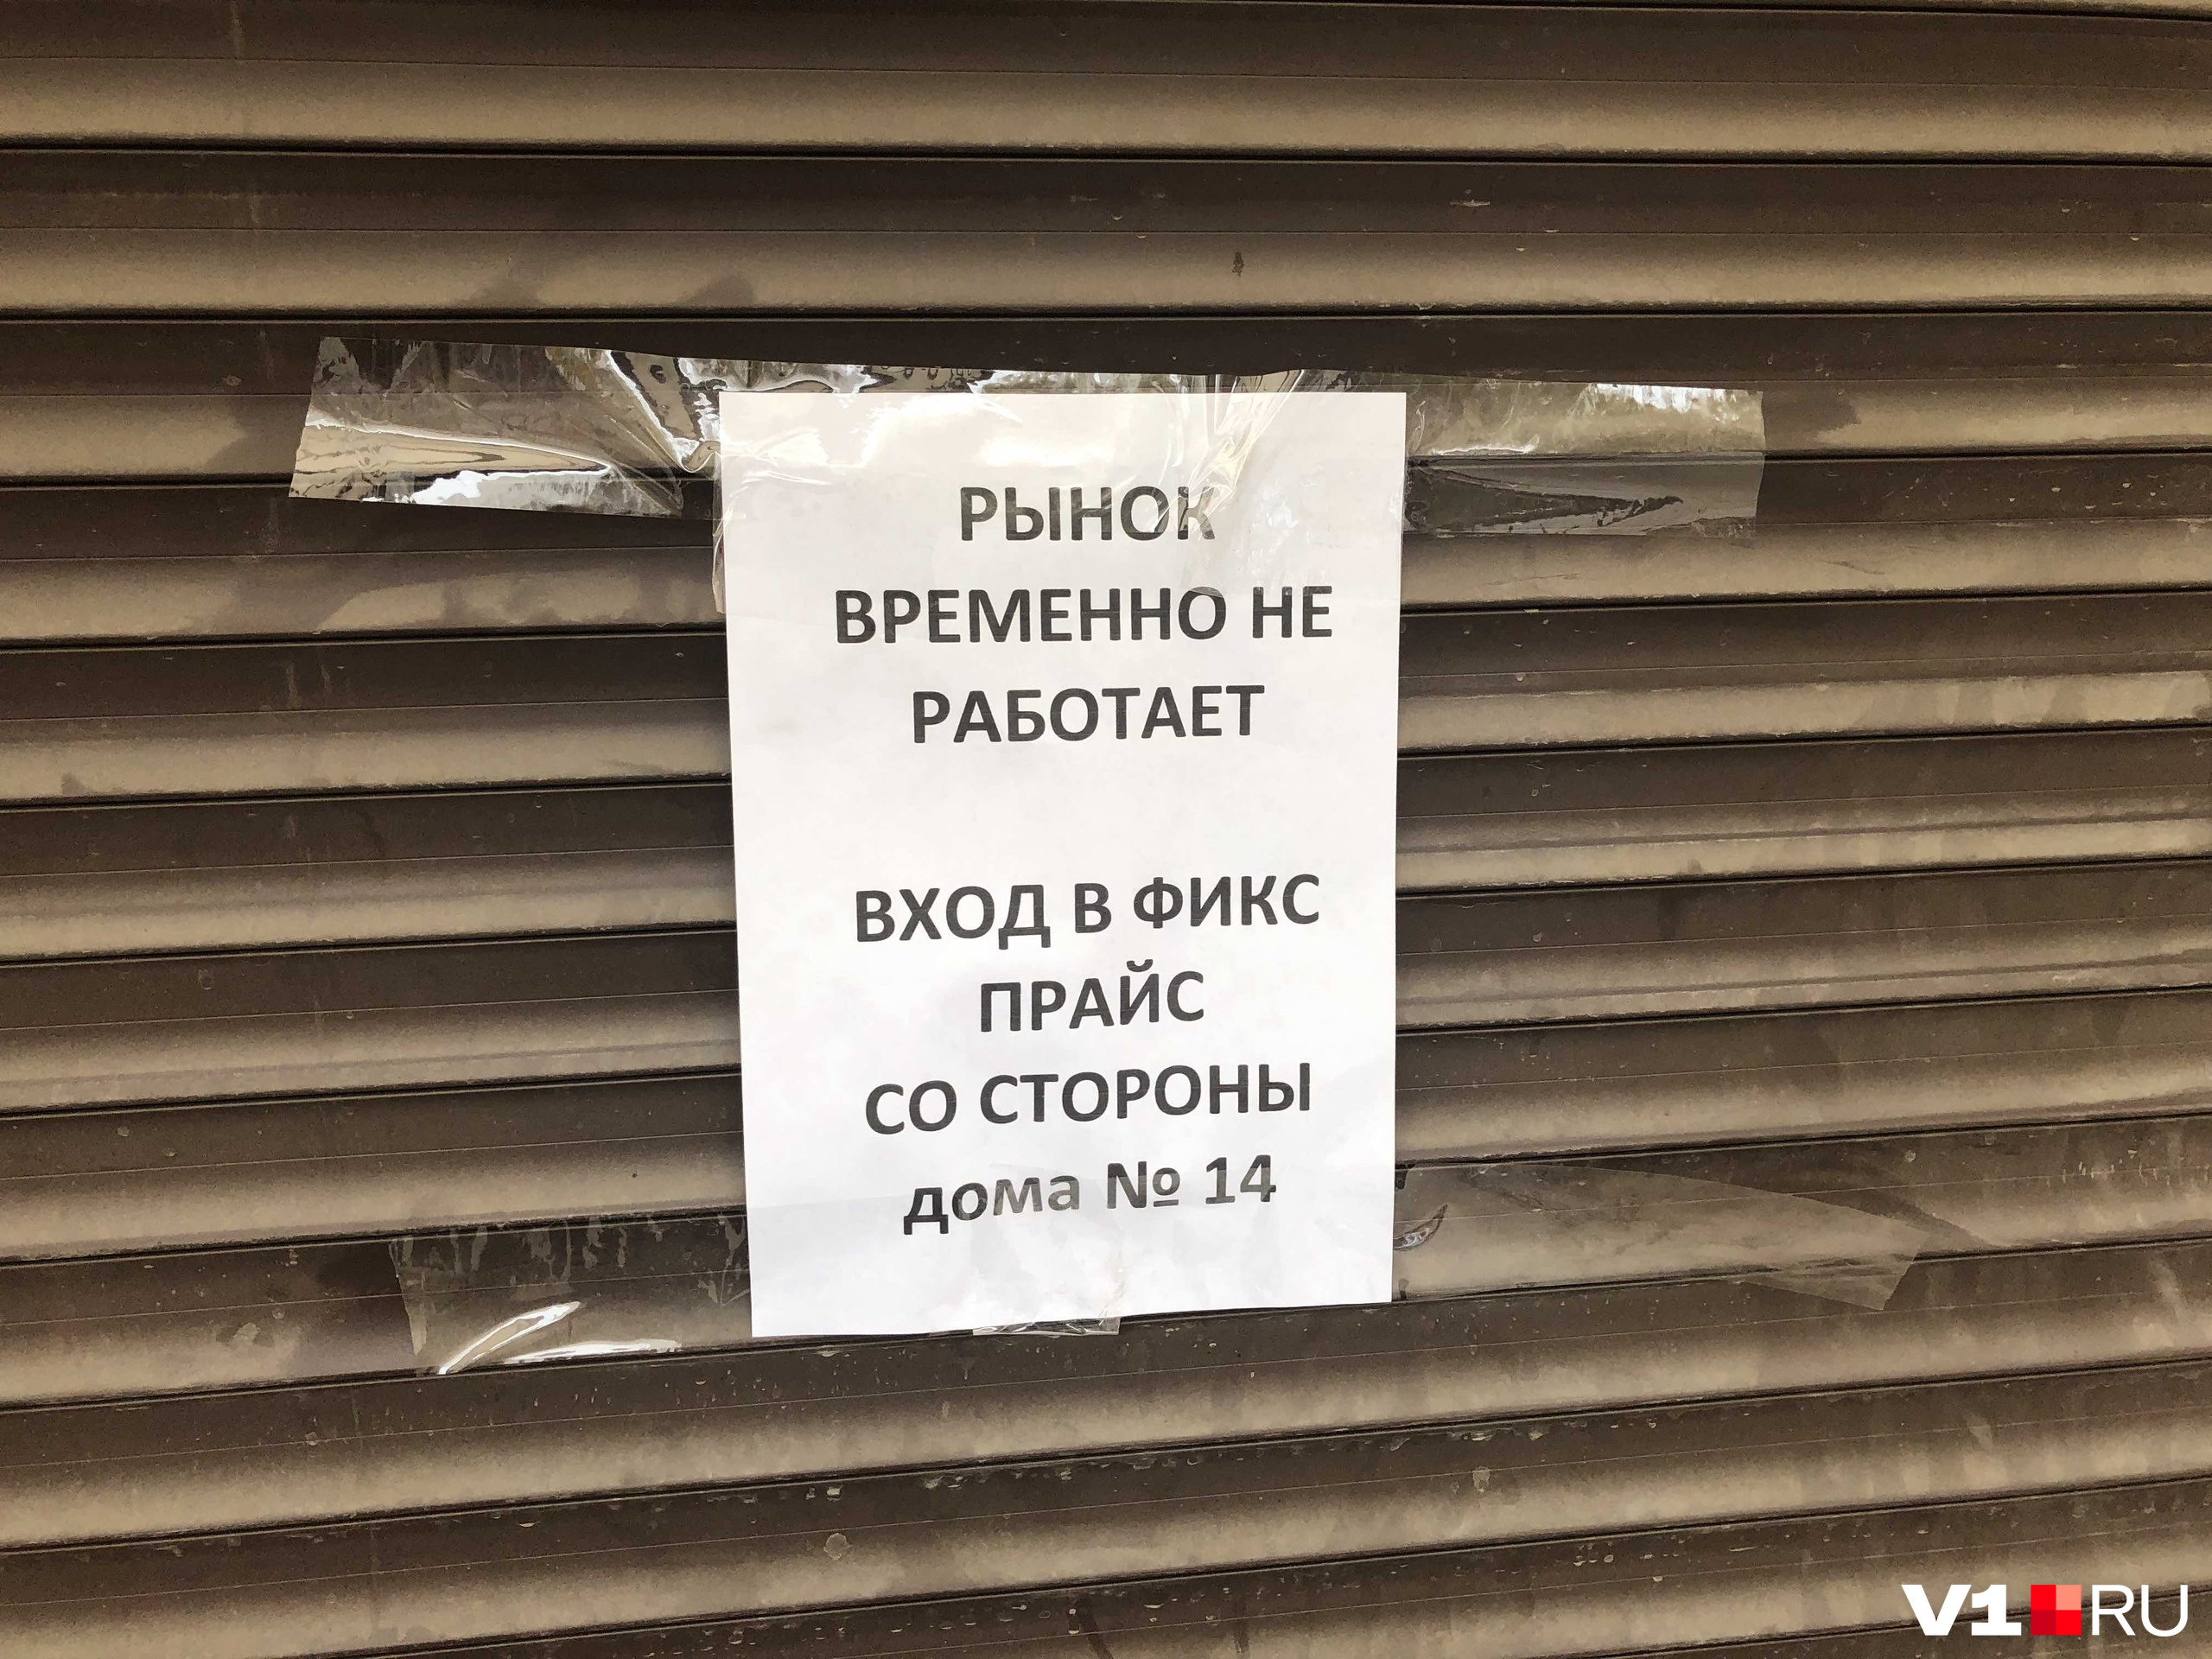 РЫНОК
ВРЕМЕННО НЕ
РАБОТАЕТ
ВХОД В ФИКС
ПРАЙС
СО СТОРОНЫ
дома № 14
V1 RU